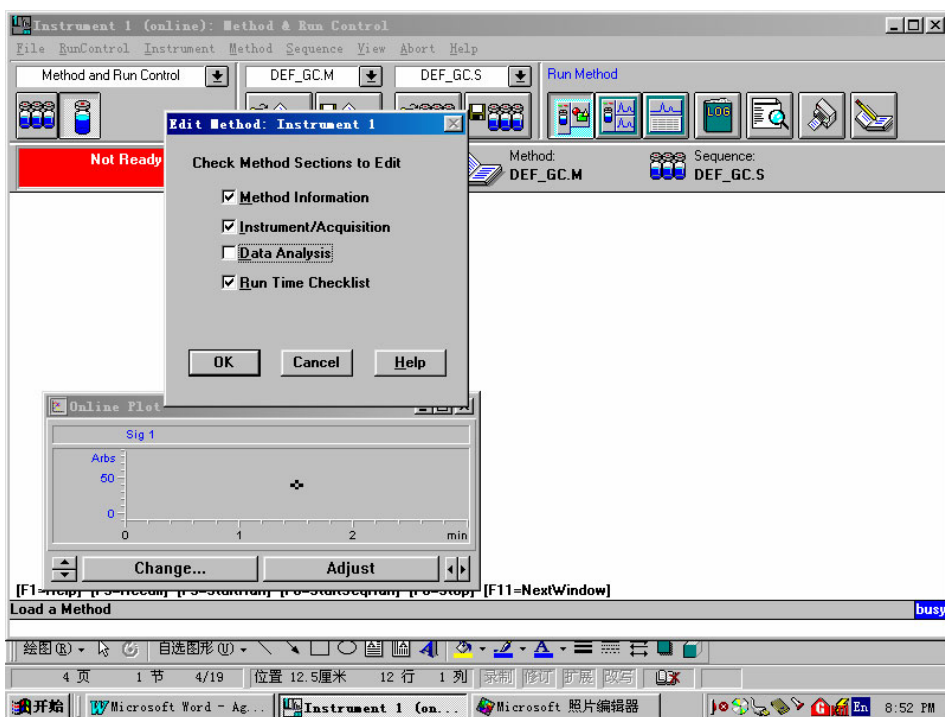 Instrument 1 (online): Method & Run Control
File RunControl Instrument Method Sequence View Abort Help
Method and Run Control DEF_GC.M DEF_GC.S Run Method
LOG
Not Ready
Method: Sequence:
DEF_GC.M DEF_GC.S
Edit Method: Instrument 1
Check Method Sections to Edit
Method Information
Instrument/Acquisition
Data Analysis
Run Time Checklist
OK Cancel Help
Online Plot
Sig 1
Arbs
50
0
0 1 2 min
Change... Adjust
[F11=NextWindow]
Load a Method busy
绘图(R) 自选图形(U)
4 页 1 节 4/19 位置 12.5厘米 12 行 1 列 录制 修订 扩展 改写
开始 Microsoft Word - Ag... Instrument 1 (on... Microsoft 照片编辑器 En 8:52 PM